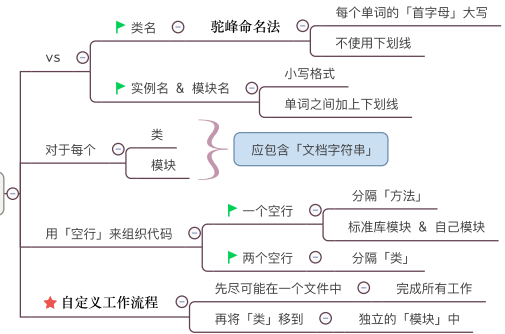 vs
类名
驼峰命名法
每个单词的「首字母」大写
不使用下划线
实例名 & 模块名
小写格式
单词之间加上下划线
对于每个
类
模块
应包含「文档字符串」
用「空行」来组织代码
一个空行
分隔「方法」
标准库模块 & 自己模块
两个空行
分隔「类」
自定义工作流程
先尽可能在一个文件中
完成所有工作
再将「类」移到
独立的「模块」中